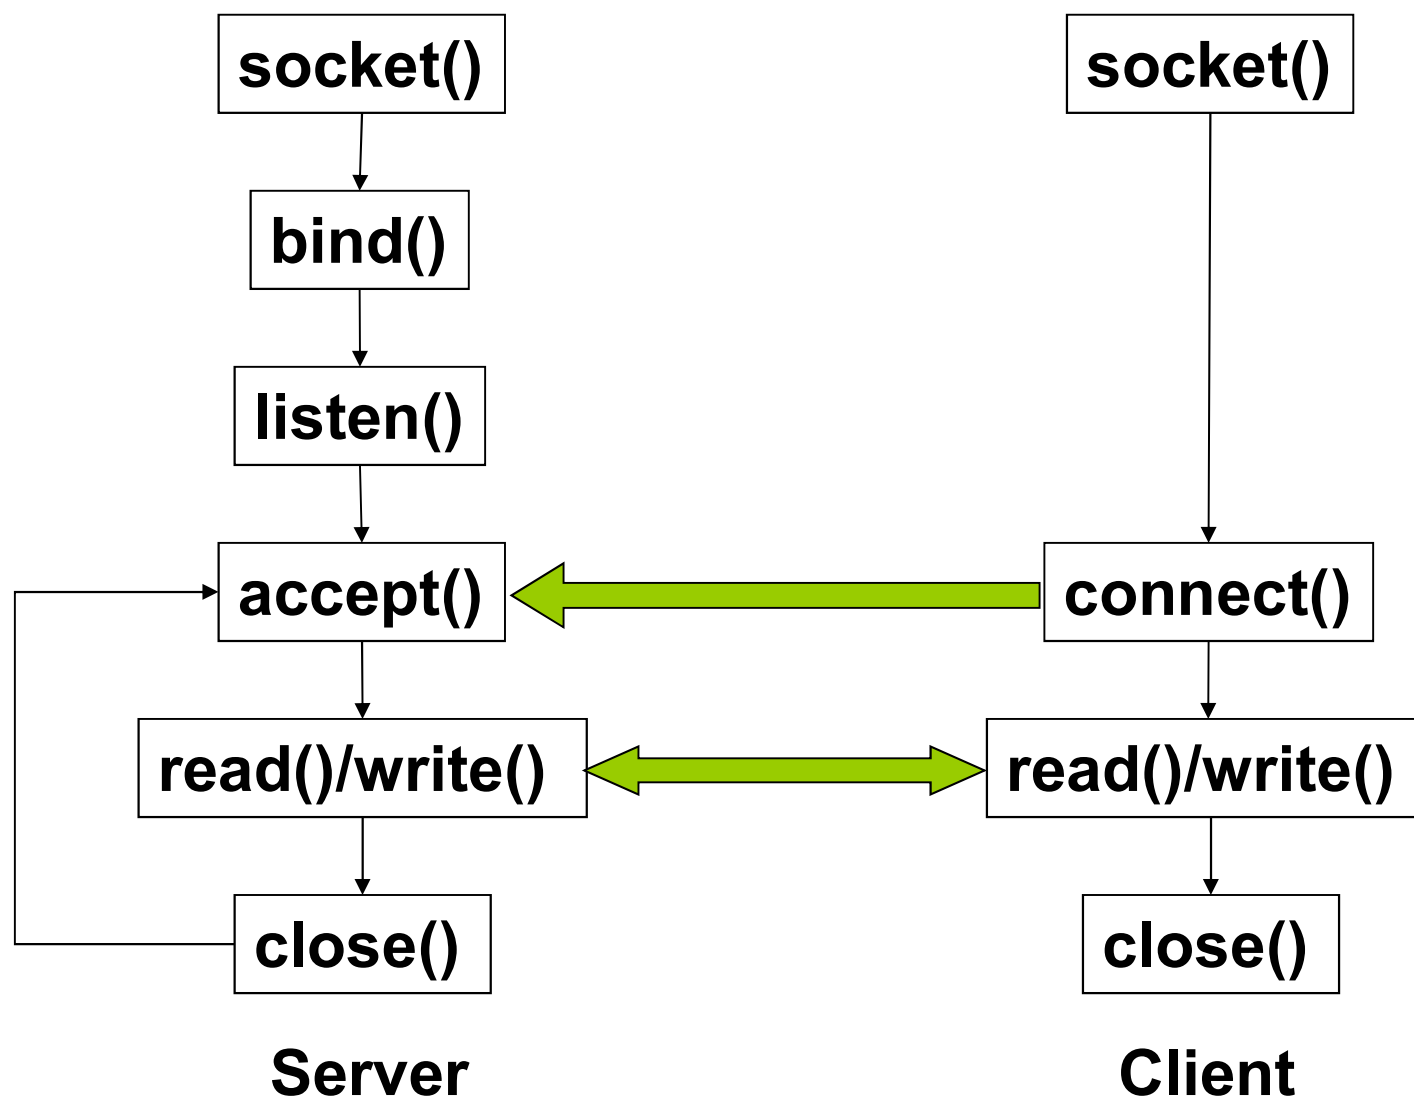 socket()
bind()
listen()
accept()
read()/write()
close()
Server
socket()
connect()
read()/write()
close()
Client